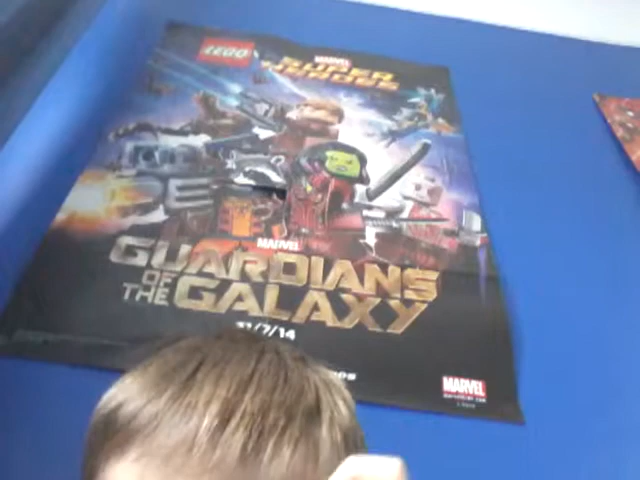 LEGO
MARVEL
SUPER
HEROES
MARVEL
GUARDIANS
OF
THE GALAXY
31/7/14
MARVEL